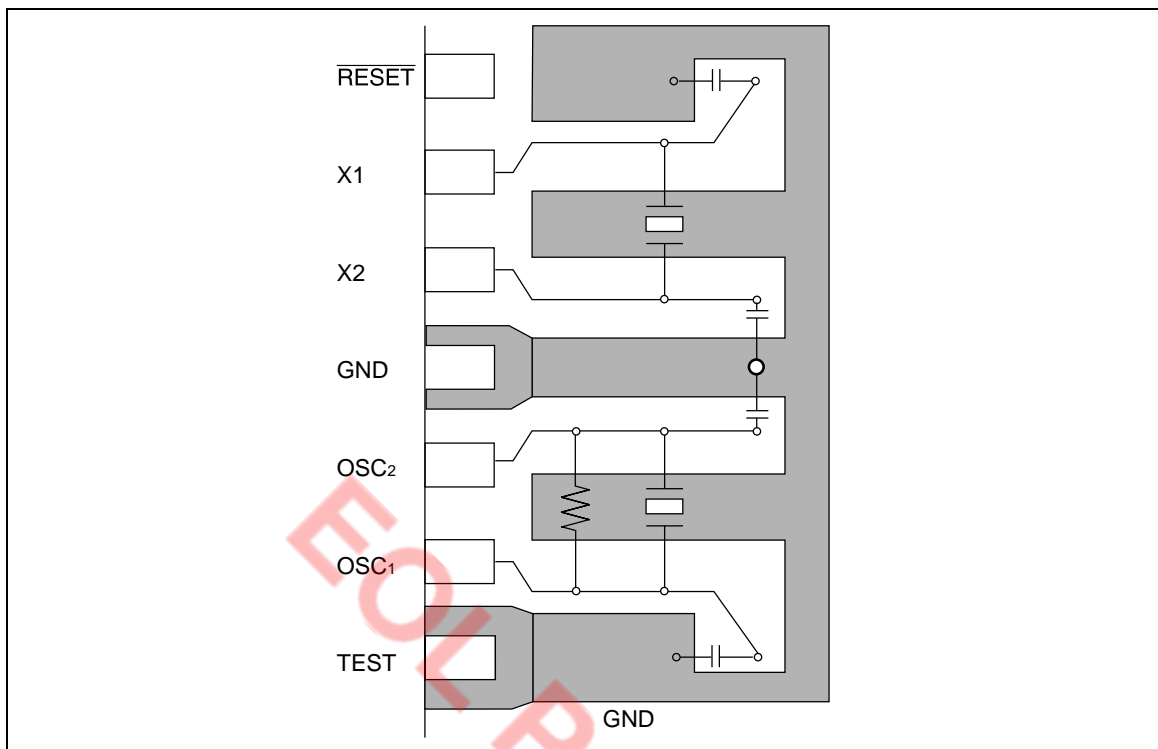 RESET
X1
X2
GND
OSC2
OSC1
TEST
GND
EOL P